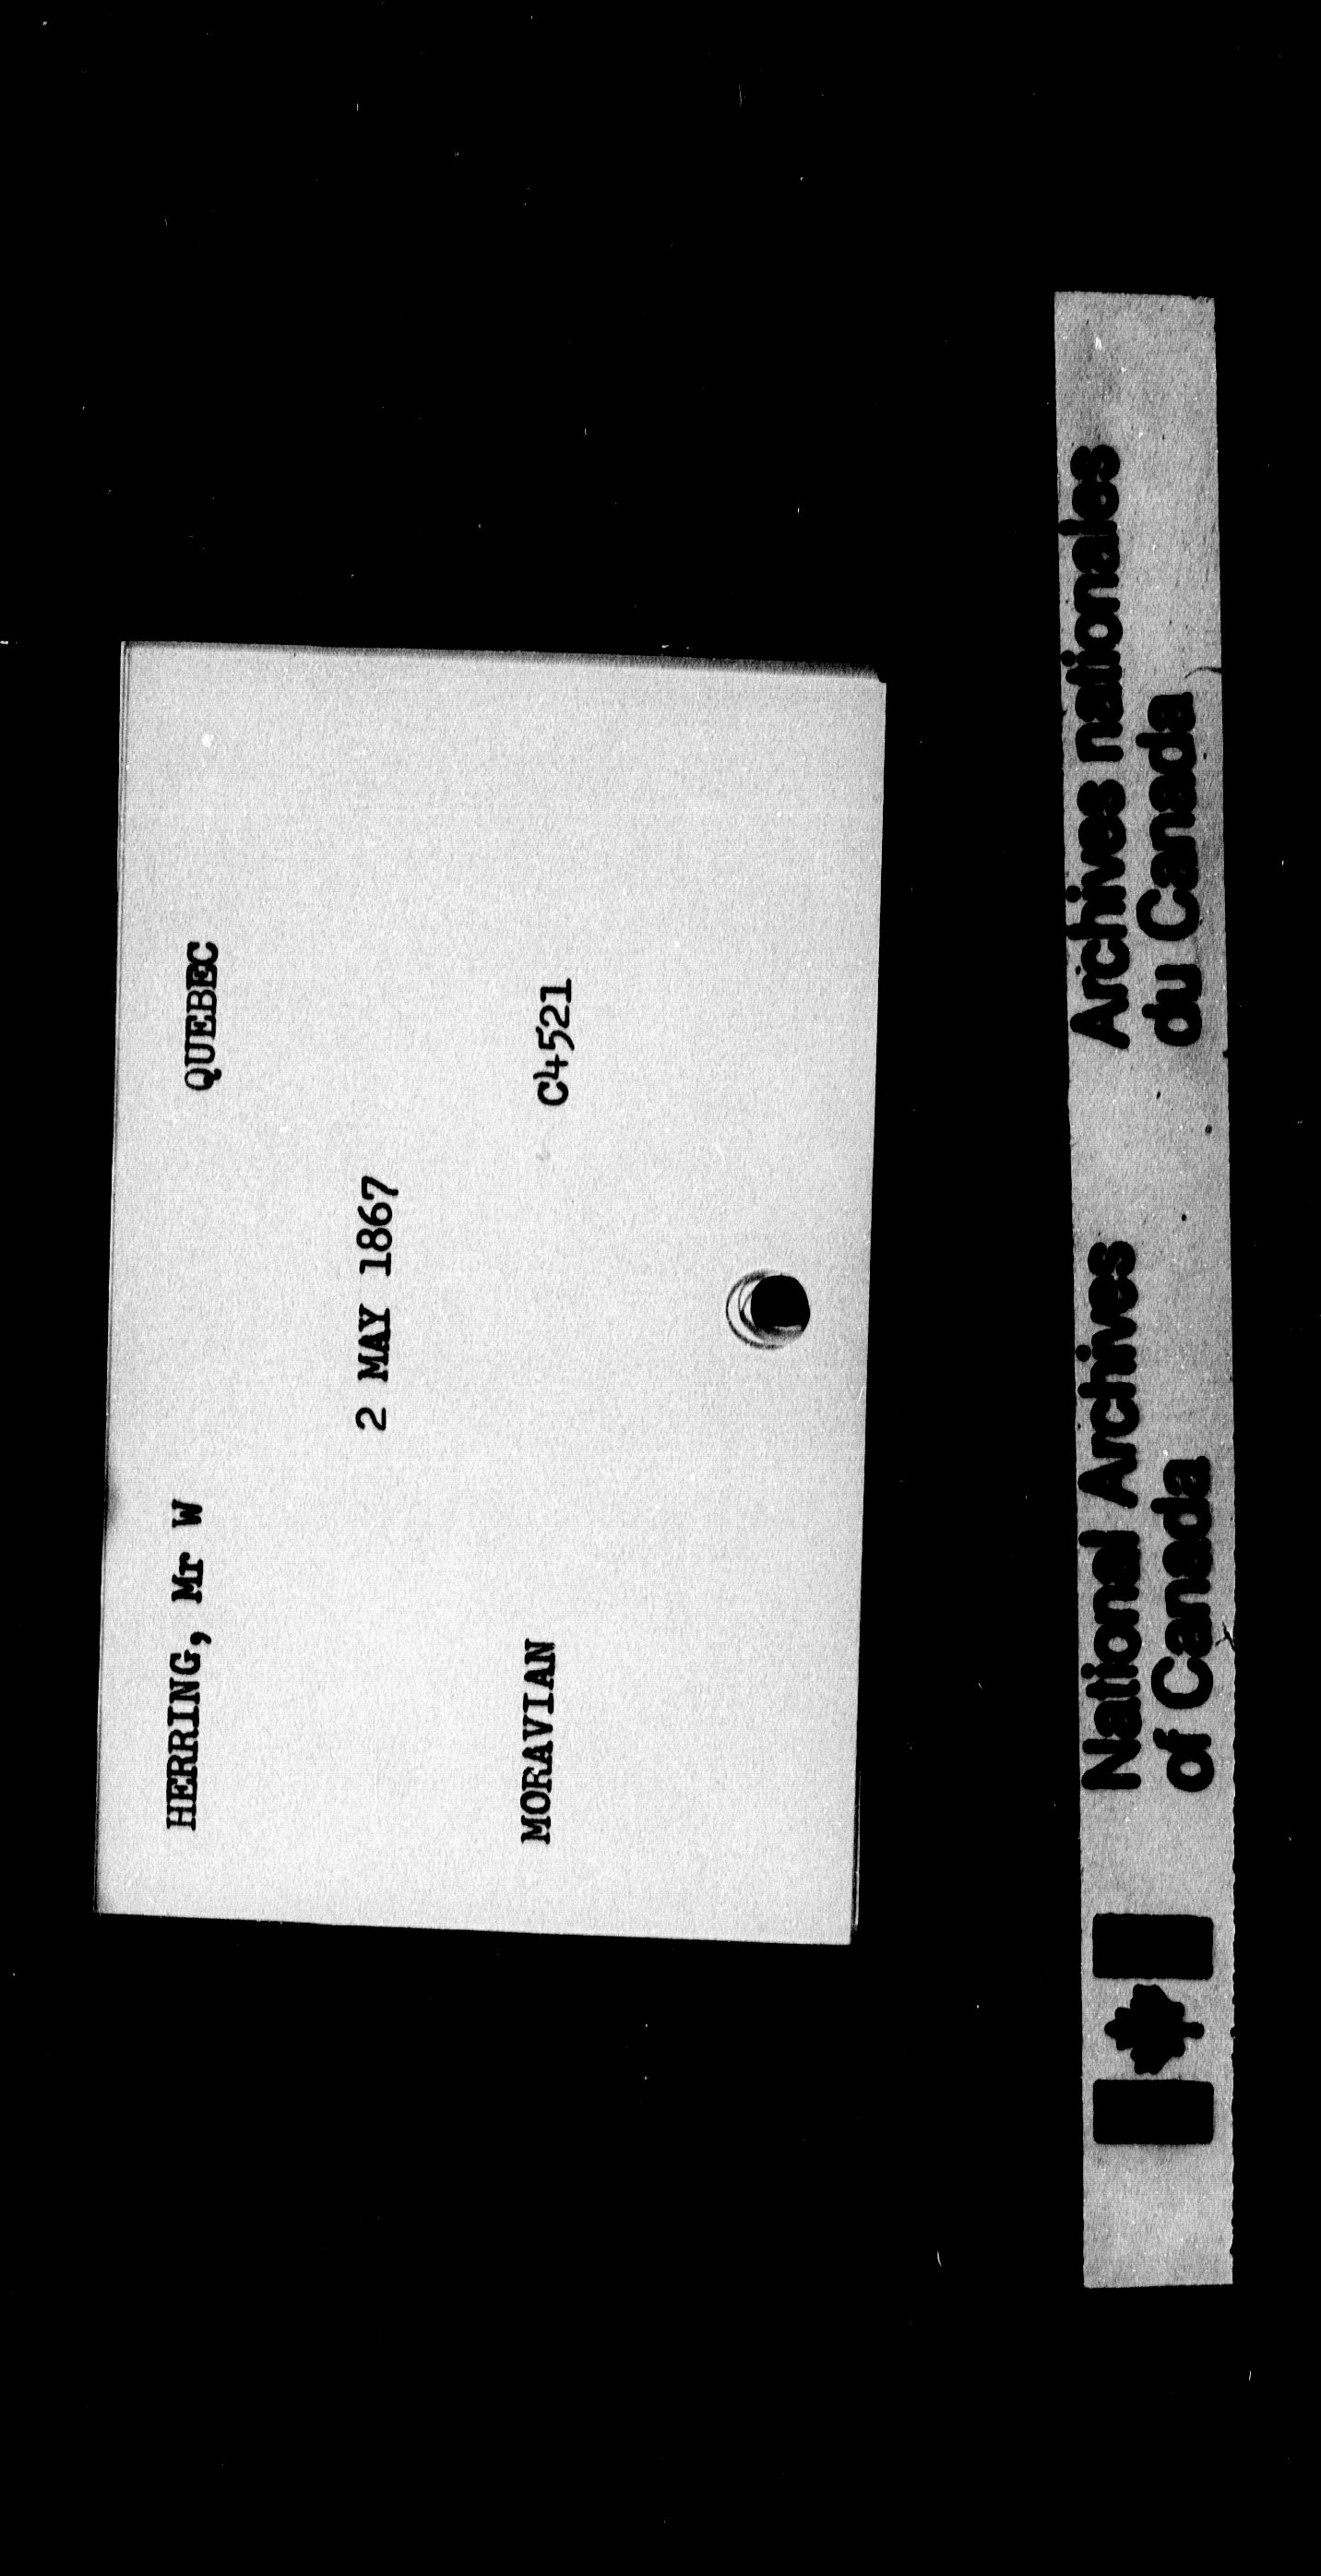 HERRING, Mr W QUEBEC
2 MAY 1867
MORAVIAN C4521
National Archives
of Canada
Archives nationales
du Canada